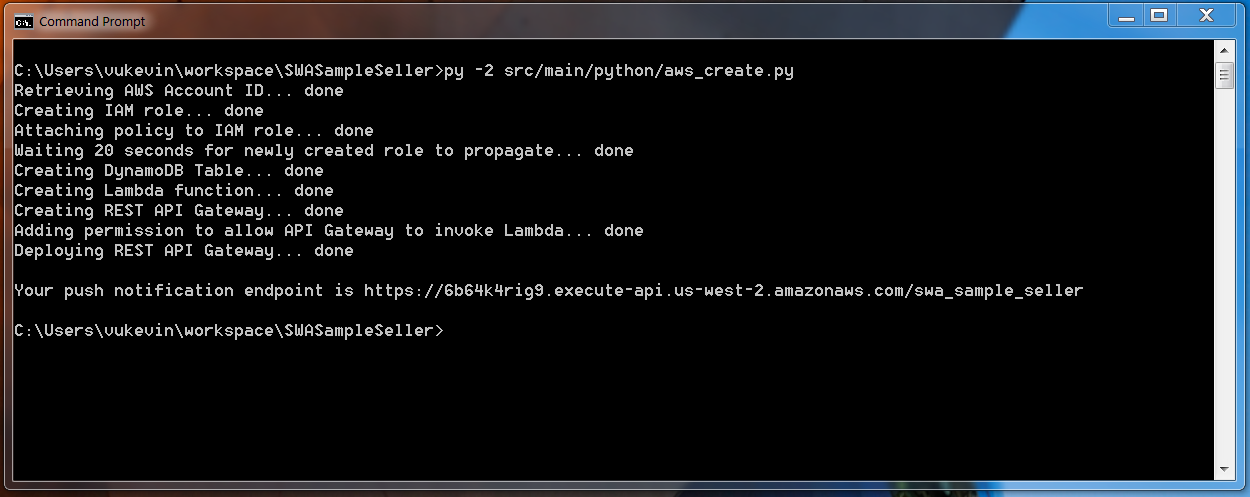 Command Prompt
C:\Users\vukevin\workspace\SWASampleSeller>py -2 src/main/python/aws_create.py
Retrieving AWS Account ID... done
Creating IAM role... done
Attaching policy to IAM role... done
Waiting 20 seconds for newly created role to propagate... done
Creating DynamoDB Table... done
Creating Lambda function... done
Creating REST API Gateway... done
Adding permission to allow API Gateway to invoke Lambda... done
Deploying REST API Gateway... done
Your push notification endpoint is https://6b64k4rig9.execute-api.us-west-2.amazonaws.com/swa_sample_seller
C:\Users\vukevin\workspace\SWASampleSeller>